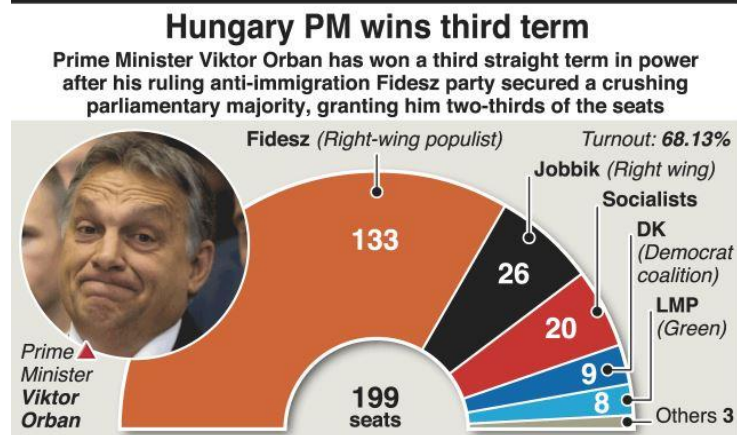 Hungary PM wins third term
Prime Minister Viktor Orban has won a third straight term in power
after his ruling anti-immigration Fidesz party secured a crushing
parliamentary majority, granting him two-thirds of the seats
Fidesz (Right-wing populist)
Turnout: 68.13%
Jobbik (Right wing)
Socialists
DK
(Democrat
coalition)
LMP
(Green)
133
26
20
9
8
Others 3
199
seats
Prime
Minister
Viktor
Orban